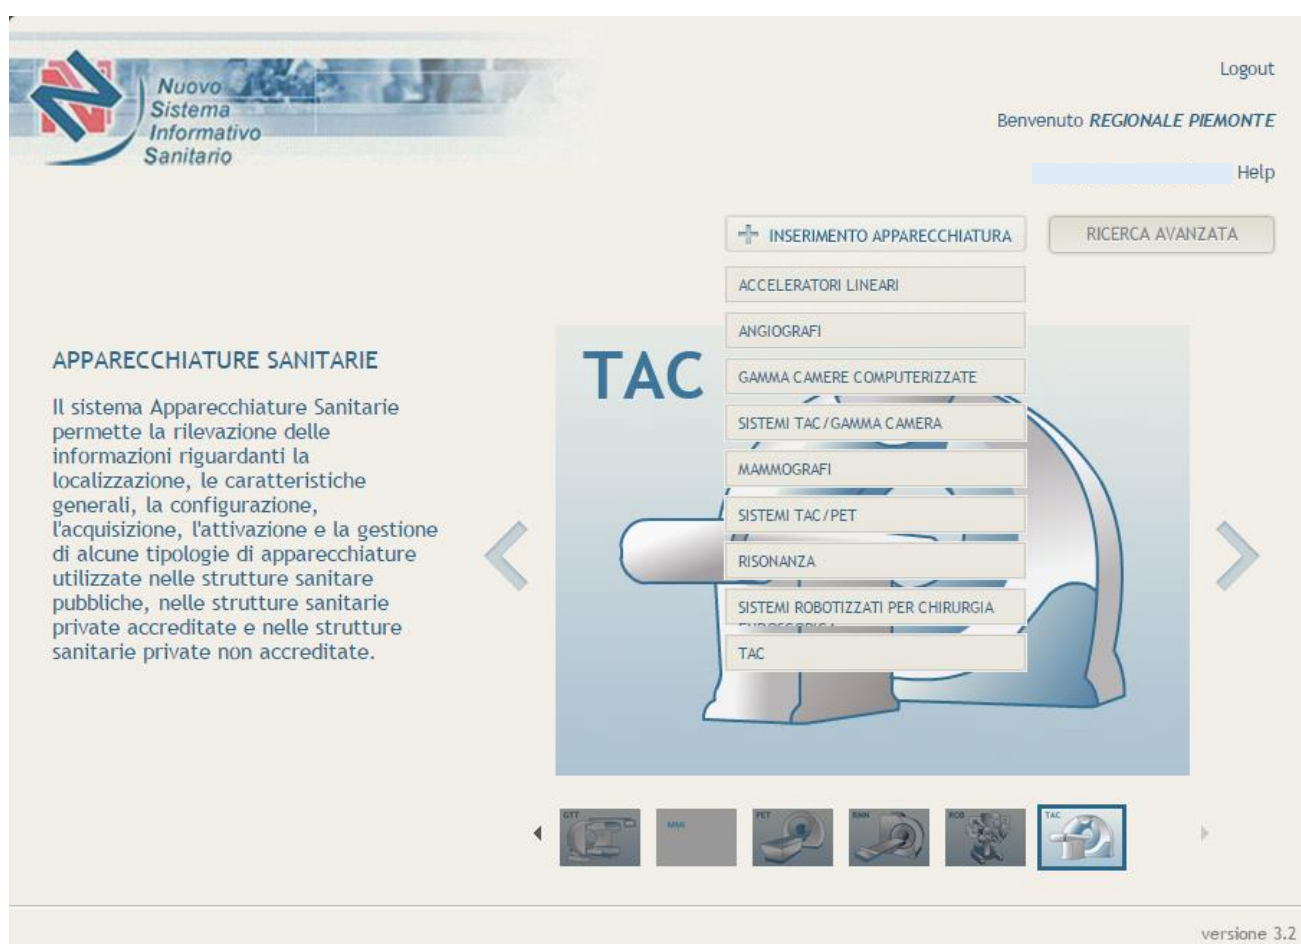 Nuovo
Sistema
Informativo
Sanitario
Logout
Benvenuto REGIONALE PIEMONTE
Help
INSERIMENTO APPARECCHIATURA
RICERCA AVANZATA
ACCELERATORI LINEARI
ANGIOGRAFI
GAMMA CAMERE COMPUTERIZZATE
SISTEMI TAC/GAMMA CAMERA
MAMMOGRAFI
SISTEMI TAC/PET
RISONANZA
SISTEMI ROBOTIZZATI PER CHIRURGIA
TAC
APPARECCHIATURE SANITARIE
Il sistema Apparecchiature Sanitarie
permette la rilevazione delle
informazioni riguardanti la
localizzazione, le caratteristiche
generali, la configurazione,
l'acquisizione, l'attivazione e la gestione
di alcune tipologie di apparecchiature
utilizzate nelle strutture sanitare
pubbliche, nelle strutture sanitarie
private accreditate e nelle strutture
sanitarie private non accreditate.
TAC
GTT
MMI
PET
RMN
ROB
TAC
versione 3.2